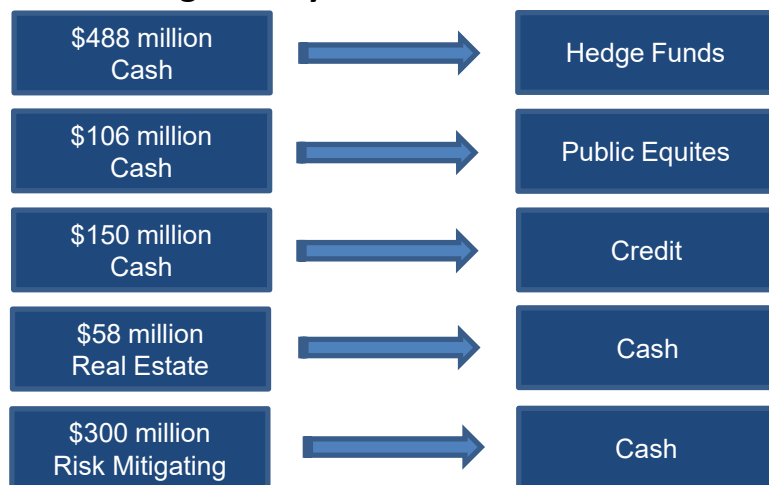 $488 million
Cash
Hedge Funds
$106 million
Cash
Public Equites
$150 million
Cash
Credit
$58 million
Real Estate
Cash
$300 million
Risk Mitigating
Cash